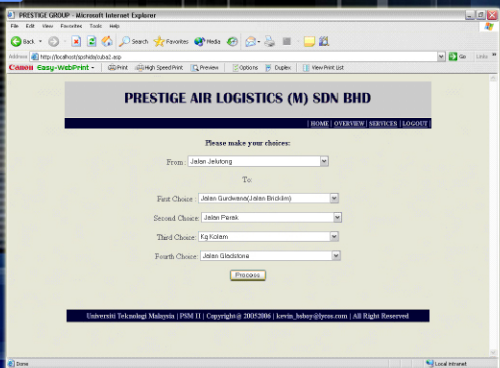 PRESTIGE GROUP - Microsoft Internet Explorer
File Edit View Favorites Tools Help
Back Search Favorites Media
Address http://localhost/spsheby/cuba2.asp Go Links
Canon Easy-WebPrint Print High Speed Print Preview Options Duplex View Print List
PRESTIGE AIR LOGISTICS (M) SDN BHD
| HOME | OVERVIEW | SERVICES | LOGOUT |
Please make your choices:
From : Jalan Jelutong
To:
First Choice : Jalan Gurdwara(Jalan Bricklim)
Second Choice: Jalan Perak
Third Choice: Kg Kolam
Fourth Choice: Jalan Gladstone
Process
Universiti Teknologi Malaysia | PSM II | Copyright@ 20052006 | kevin_bsboy@lycos.com | All Right Reserved
Done Local intranet